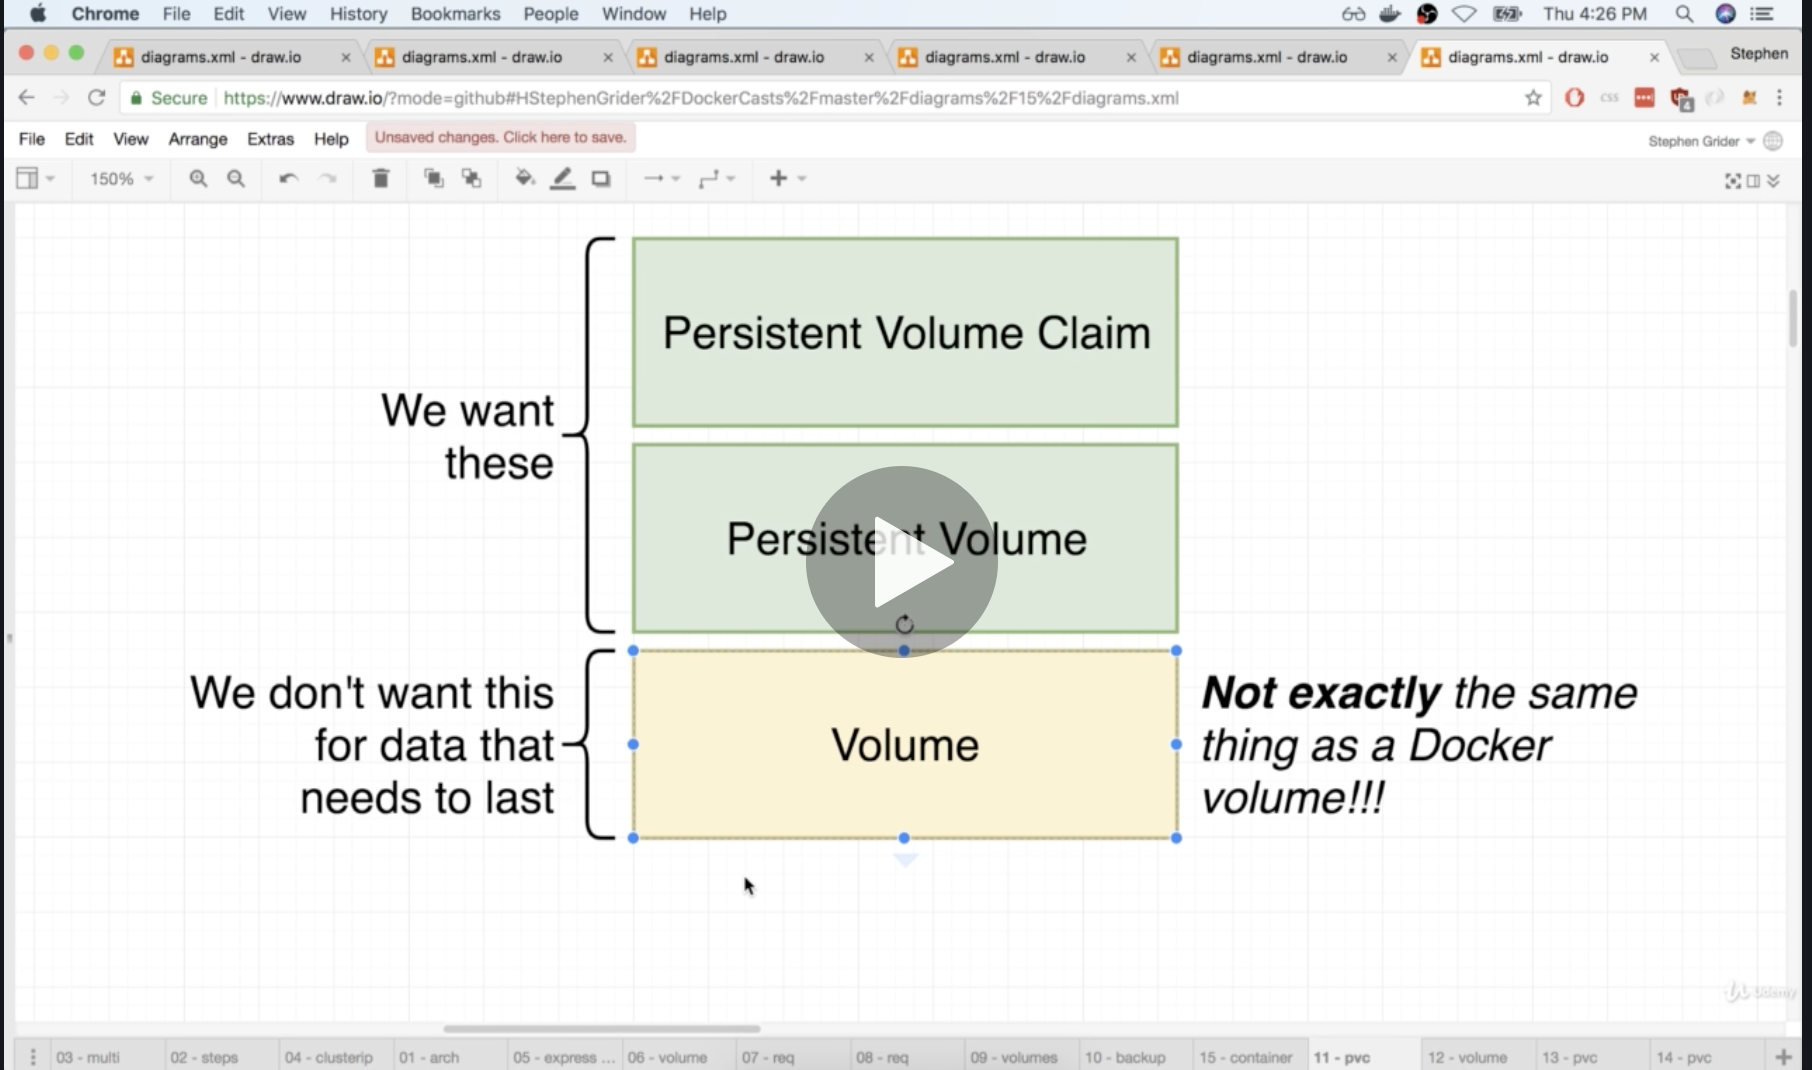 Chrome File Edit View History Bookmarks People Window Help Thu 4:26 PM
diagrams.xml - draw.io diagrams.xml - draw.io diagrams.xml - draw.io diagrams.xml - draw.io diagrams.xml - draw.io diagrams.xml - draw.io Stephen
Secure https://www.draw.io/?mode=github#HStephenGrider%2FDockerCasts%2Fmaster%2Fdiagrams%2F15%2Fdiagrams.xml css 4
File Edit View Arrange Extras Help Unsaved changes. Click here to save. Stephen Grider
150%
Persistent Volume Claim
We want
these
Persistent Volume
We don't want this
for data that
needs to last
Volume
Not exactly the same
thing as a Docker
volume!!!
Udemy
03 - multi 02 - steps 04 - clusterip 01 - arch 05 - express ... 06 - volume 07 - req 08 - req 09 - volumes 10 - backup 15 - container 11 - pvc 12 - volume 13 - pvc 14 - pvc